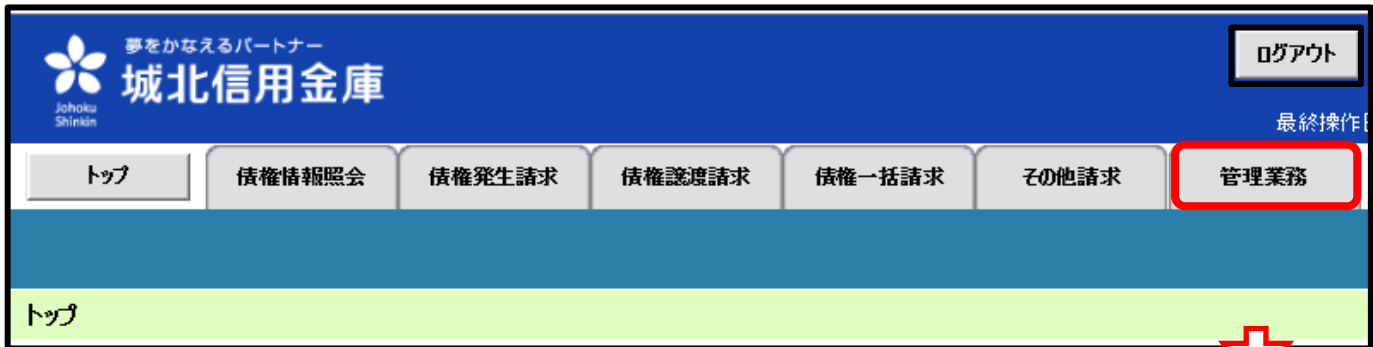 夢をかなえるパートナー
城北信用金庫
Johoku
Shinkin
ログアウト
最終操作日
トップ 債権情報照会 債権発生請求 債権譲渡請求 債権一括請求 その他請求 管理業務
トップ